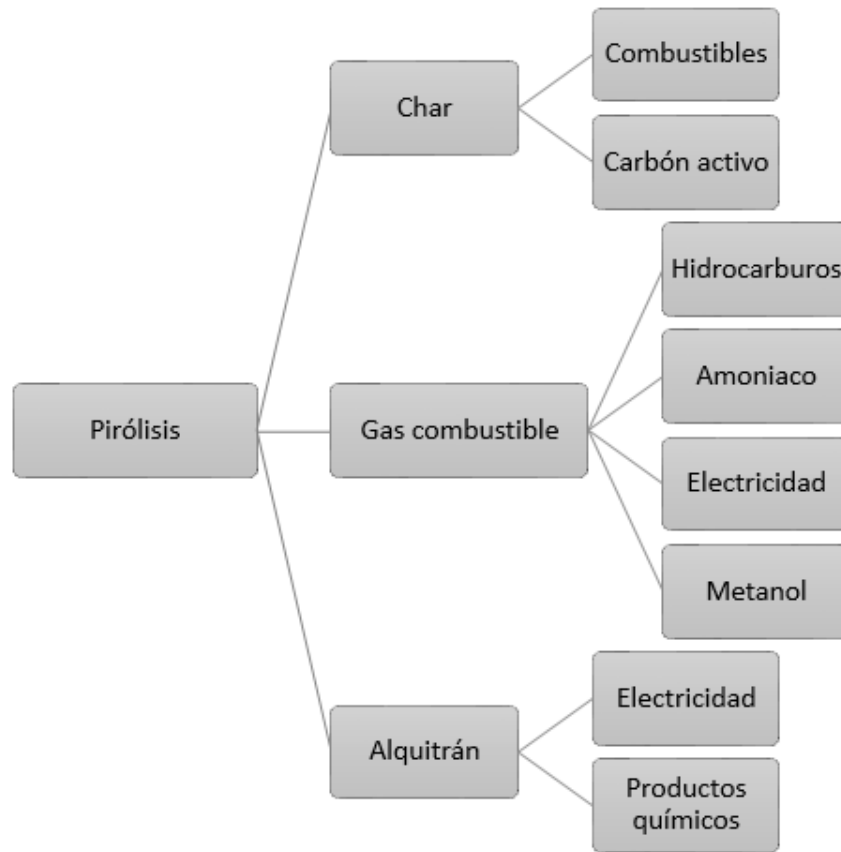 Pirólisis
Char
Combustibles
Carbón activo
Gas combustible
Hidrocarburos
Amoniaco
Electricidad
Metanol
Alquitrán
Electricidad
Productos
químicos